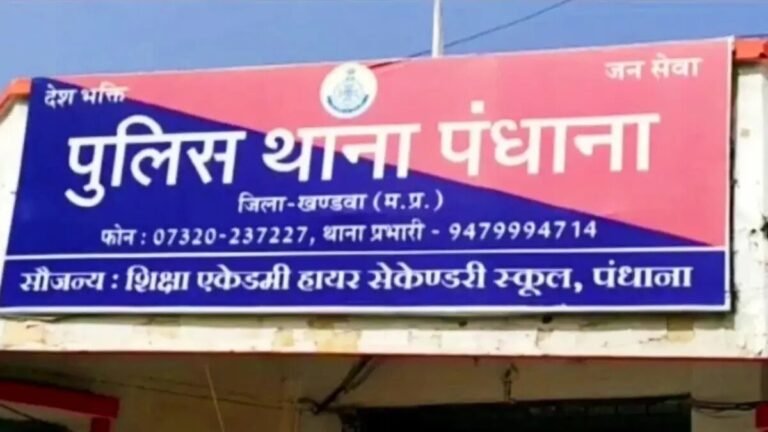 देश भक्ति
जन सेवा
पुलिस थाना पंधाना
जिला-खण्डवा (म.प्र.)
फोन : 07320-237227, थाना प्रभारी - 9479994714
सौजन्य : शिक्षा एकेडमी हायर सेकेण्डरी स्कूल, पंधाना